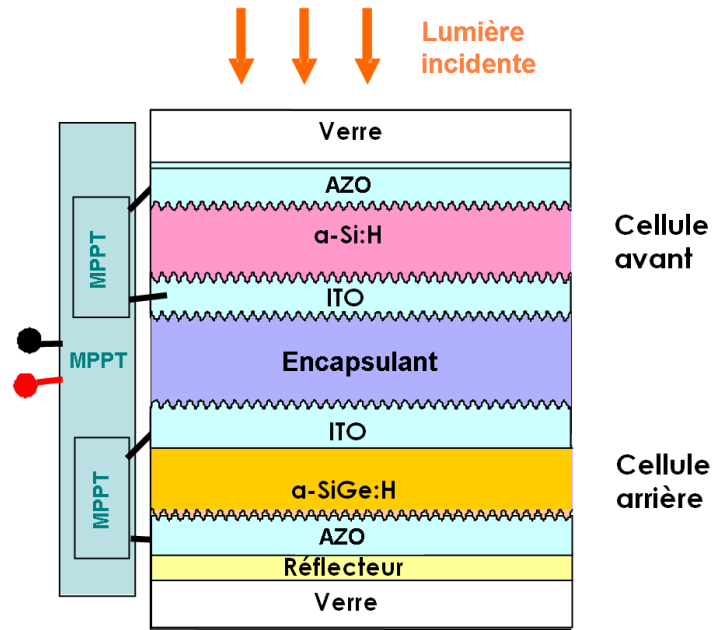 Lumière
incidente
Verre
AZO
a-Si:H
Cellule
avant
MPPT
ITO
MPPT
Encapsulant
ITO
Cellule
arrière
a-SiGe:H
MPPT
AZO
Réflecteur
Verre